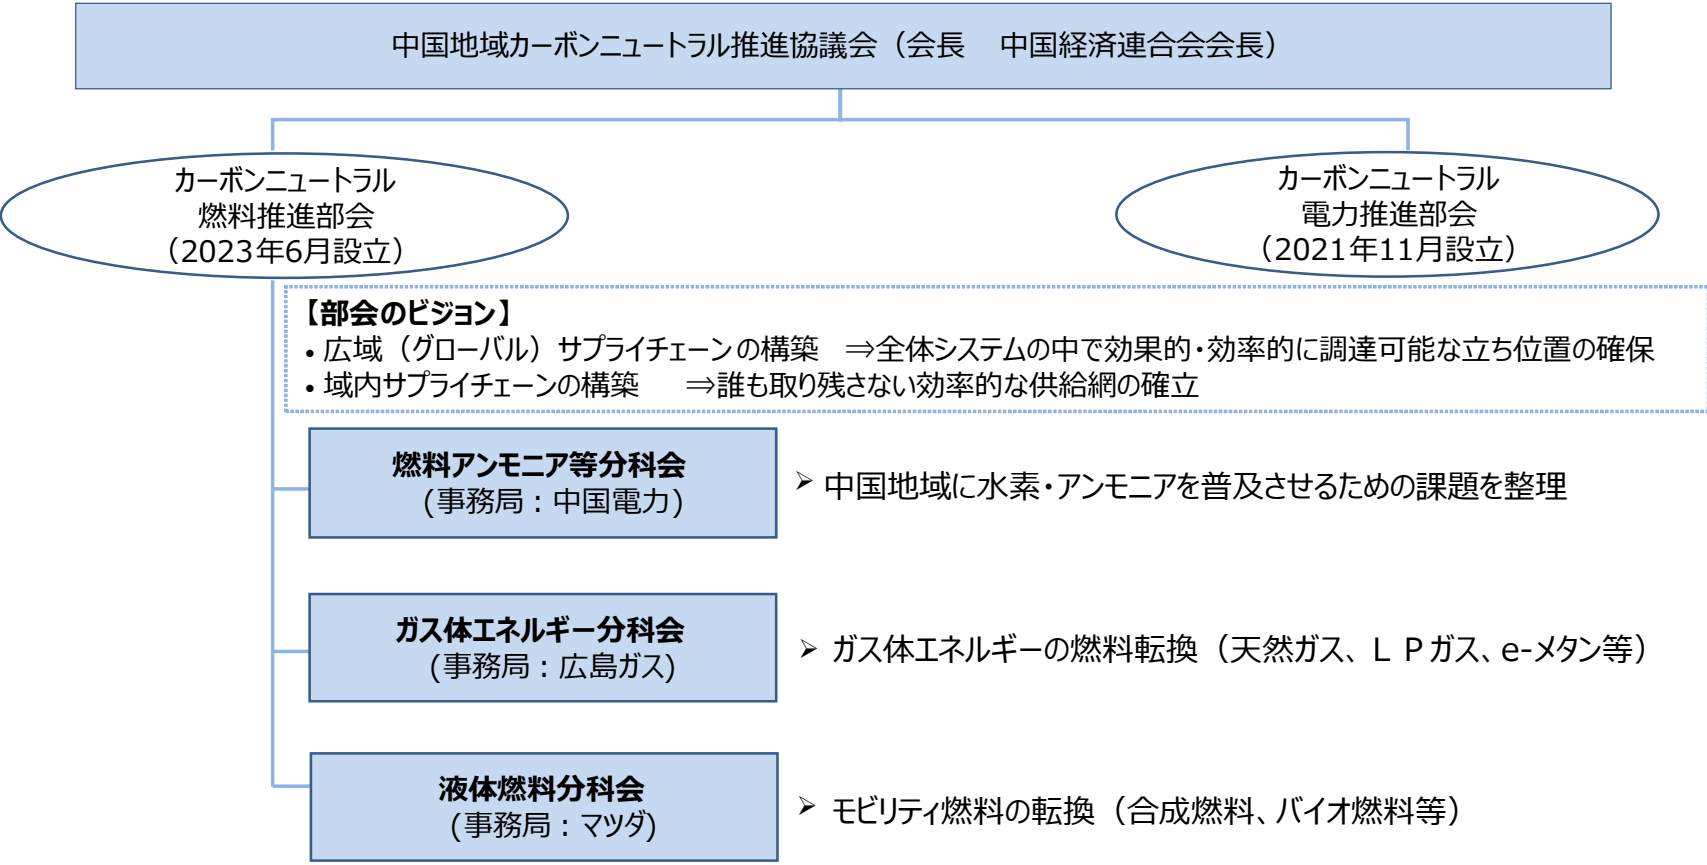 中国地域カーボンニュートラル推進協議会（会長　中国経済連合会会長）
カーボンニュートラル
燃料推進部会
（2023年6月設立）
カーボンニュートラル
電力推進部会
（2021年11月設立）
【部会のビジョン】
• 広域（グローバル）サプライチェーンの構築　⇒全体システムの中で効果的・効率的に調達可能な立ち位置の確保
• 域内サプライチェーンの構築　　⇒誰も取り残さない効率的な供給網の確立
燃料アンモニア等分科会
(事務局：中国電力)
➢ 中国地域に水素・アンモニアを普及させるための課題を整理
ガス体エネルギー分科会
(事務局：広島ガス)
➢ ガス体エネルギーの燃料転換（天然ガス、ＬＰガス、e-メタン等）
液体燃料分科会
(事務局：マツダ)
➢ モビリティ燃料の転換（合成燃料、バイオ燃料等）